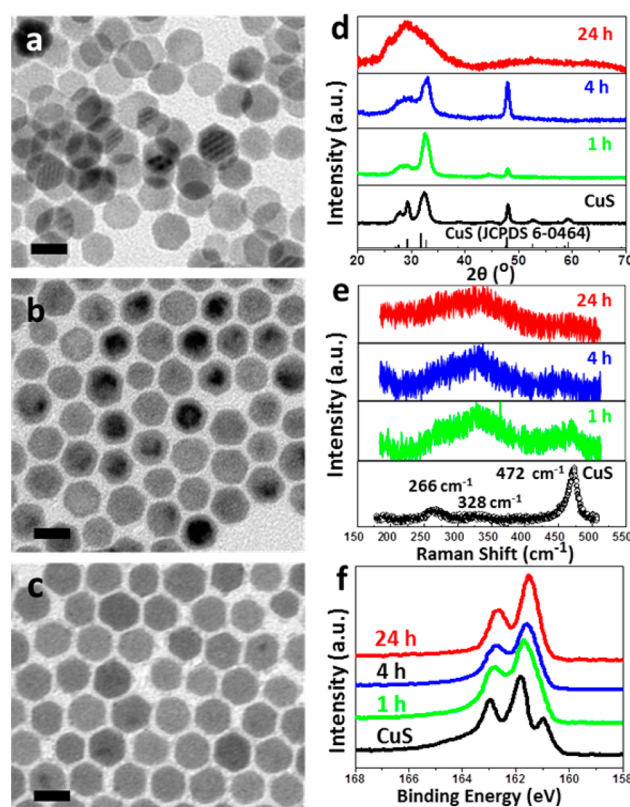 a
b
c
d
24 h
4 h
1 h
CuS
CuS (JCPDS 6-0464)
Intensity (a.u.)
20 30 40 50 60 70
2θ (°)
e
24 h
4 h
1 h
472 cm-1 CuS
266 cm-1
328 cm-1
Intensity (a.u.)
150 200 250 300 350 400 450 500 550
Raman Shift (cm-1)
f
24 h
4 h
1 h
CuS
Intensity (a.u.)
168 166 164 162 160 158
Binding Energy (eV)